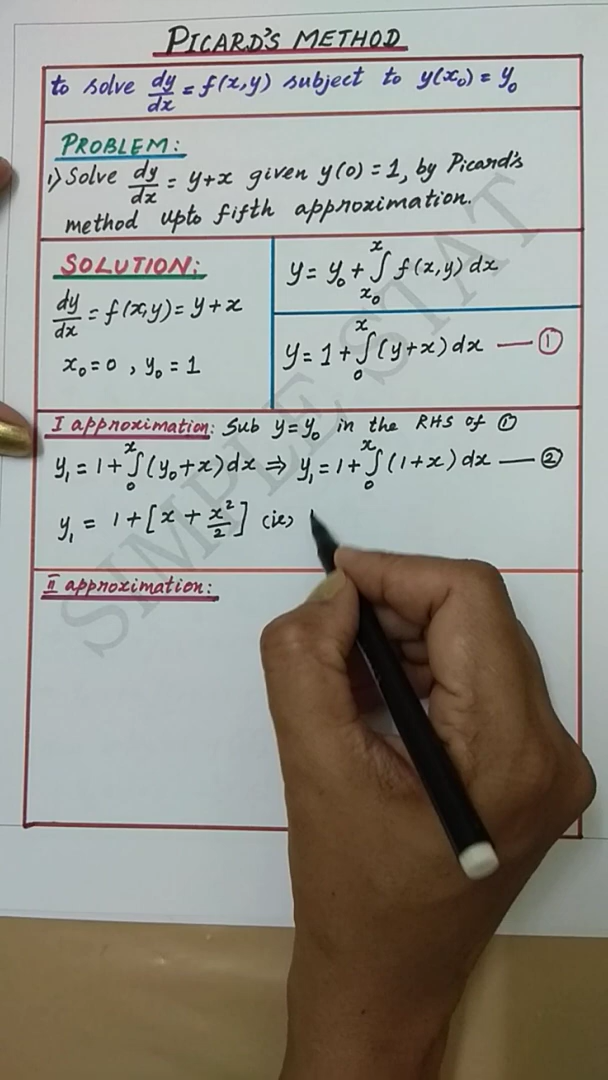 PICARD'S METHOD
to solve dy/dx = f(x,y) subject to y(x₀) = y₀
PROBLEM:
1) Solve dy/dx = y+x given y(0) = 1, by Picard's
method upto fifth approximation.
SOLUTION:
dy/dx = f(x,y) = y+x
x₀ = 0 , y₀ = 1
y = y₀ + ∫_{x₀}^{x} f(x,y) dx
y = 1 + ∫_{0}^{x} (y+x) dx — ①
I approximation: Sub y=y₀ in the RHS of ①
y₁ = 1 + ∫_{0}^{x} (y₀+x) dx ⇒ y₁ = 1 + ∫_{0}^{x} (1+x) dx — ②
y₁ = 1 + [x + x²/2] (ie)
II approximation:
SIMPLE STAT